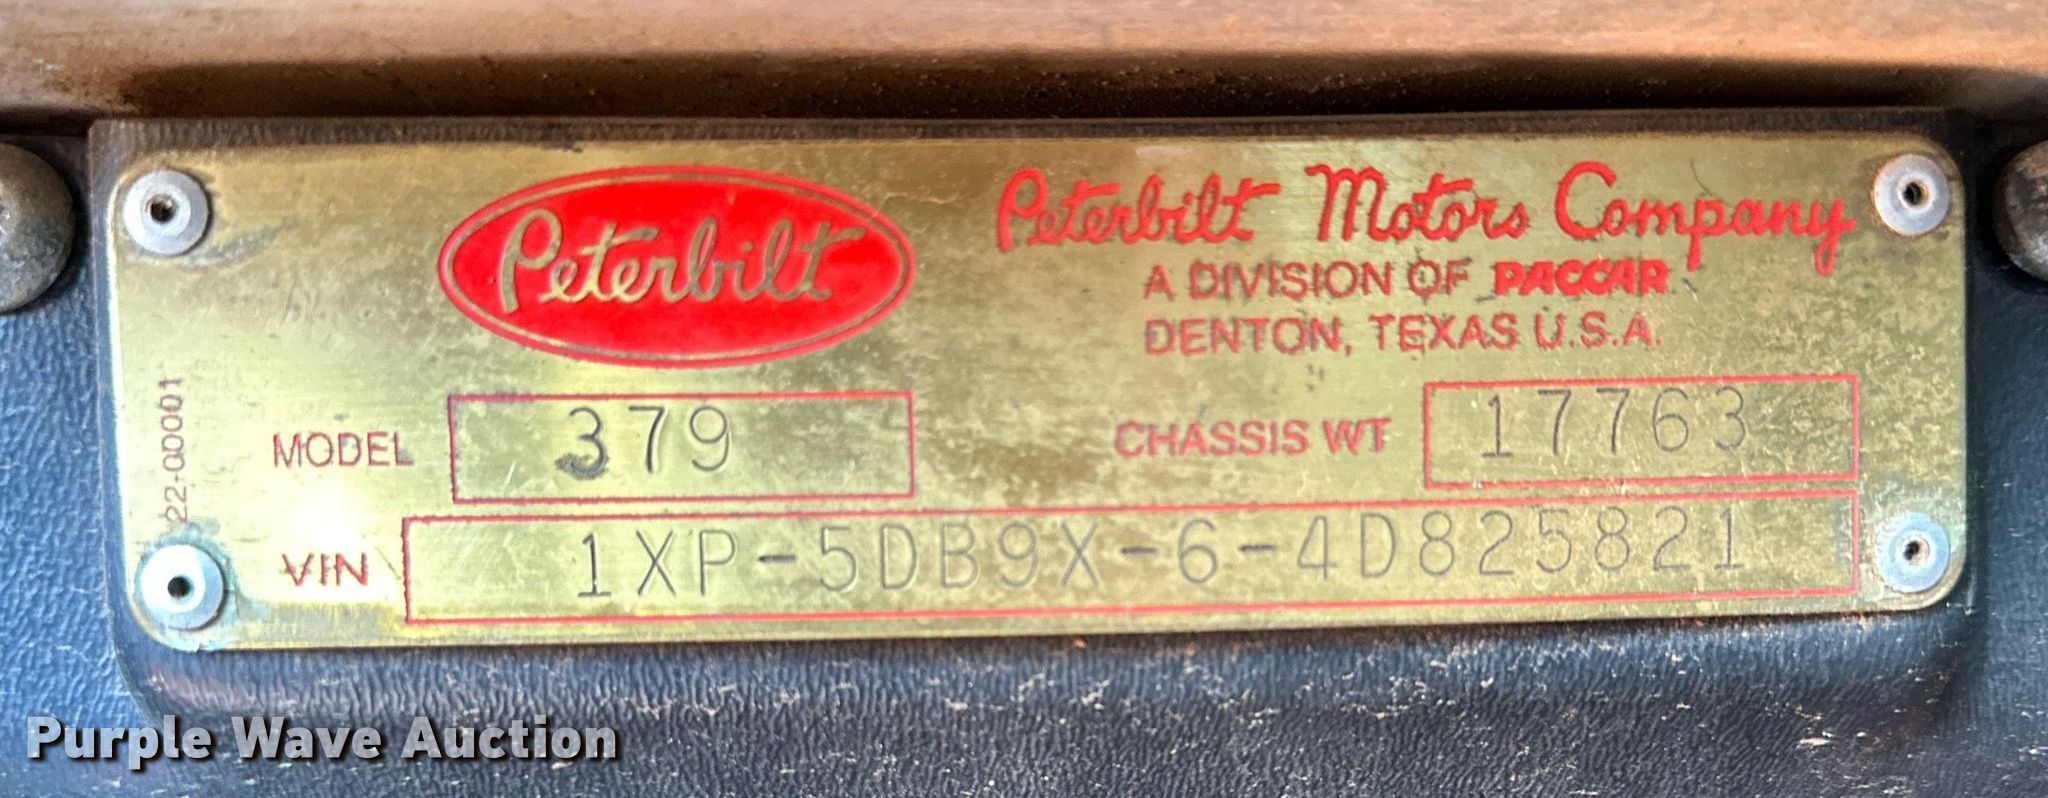 Peterbilt
Peterbilt Motors Company
A DIVISION OF PACCAR
DENTON, TEXAS U.S.A.
22-00001
MODEL 379
CHASSIS WT 17763
VIN 1XP-5DB9X-6-4D825821
Purple Wave Auction